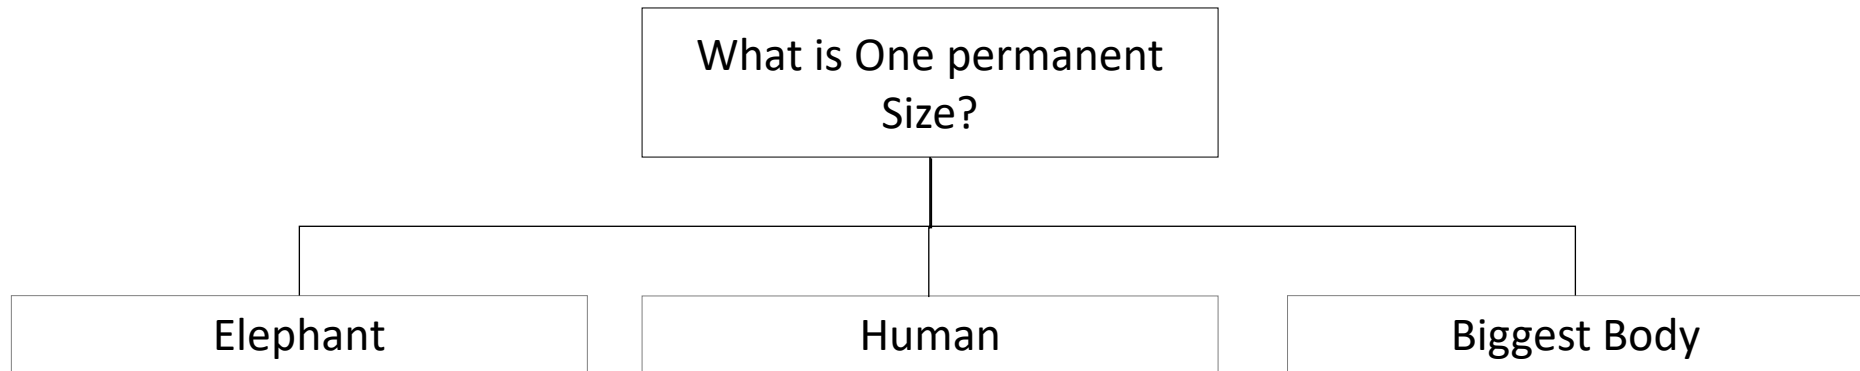 What is One permanent
Size?
Elephant
Human
Biggest Body